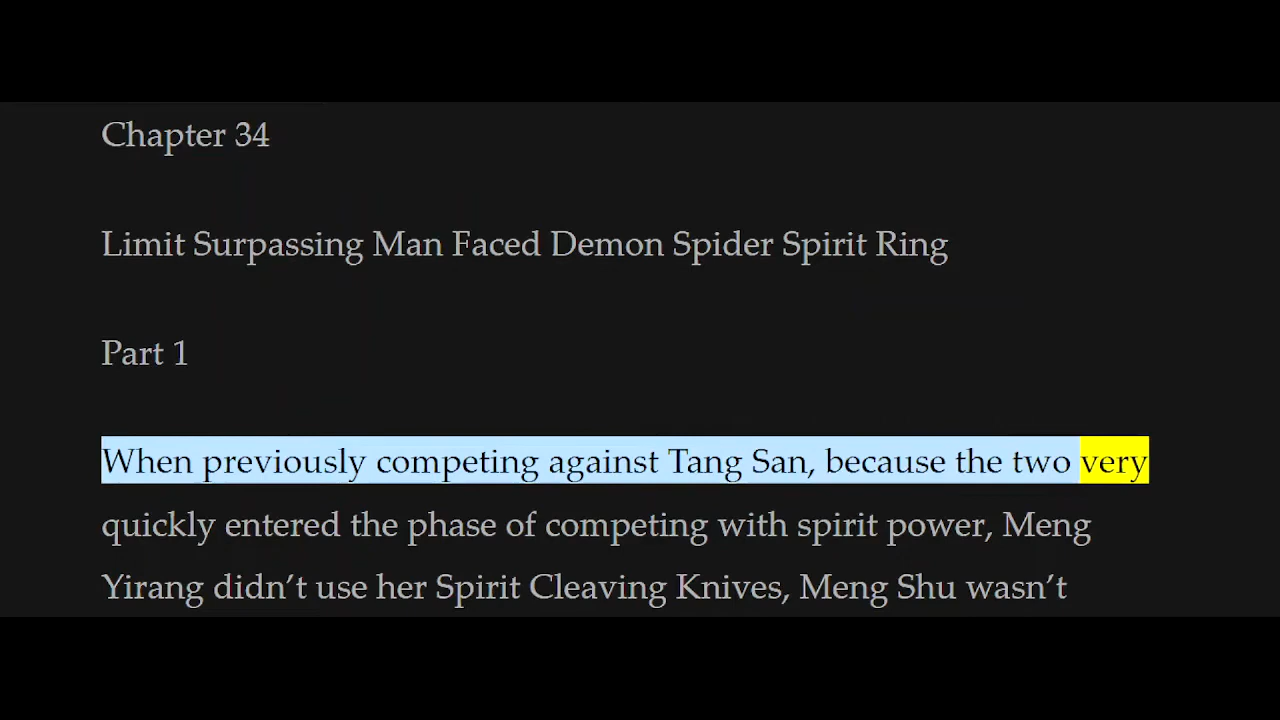 Chapter 34
Limit Surpassing Man Faced Demon Spider Spirit Ring
Part 1
When previously competing against Tang San, because the two very
quickly entered the phase of competing with spirit power, Meng
Yirang didn’t use her Spirit Cleaving Knives, Meng Shu wasn’t